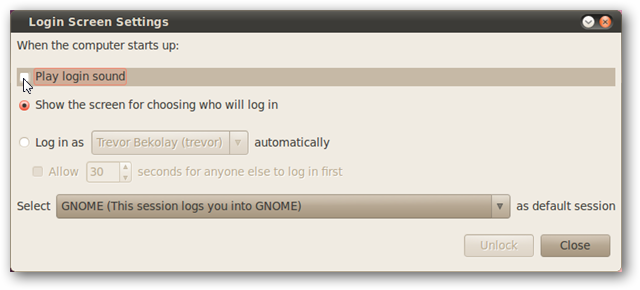 Login Screen Settings
When the computer starts up:
Play login sound
Show the screen for choosing who will log in
Log in as Trevor Bekolay (trevor) automatically
Allow 30 seconds for anyone else to log in first
Select GNOME (This session logs you into GNOME) as default session
Unlock Close